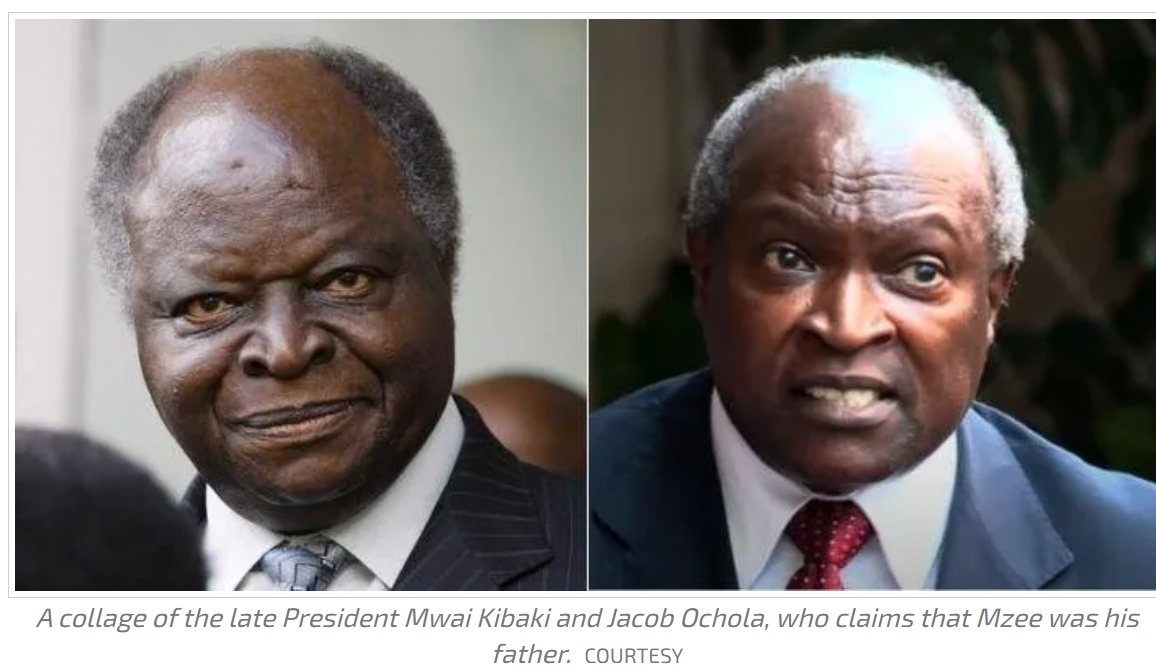 A collage of the late President Mwai Kibaki and Jacob Ochola, who claims that Mzee was his
father. COURTESY